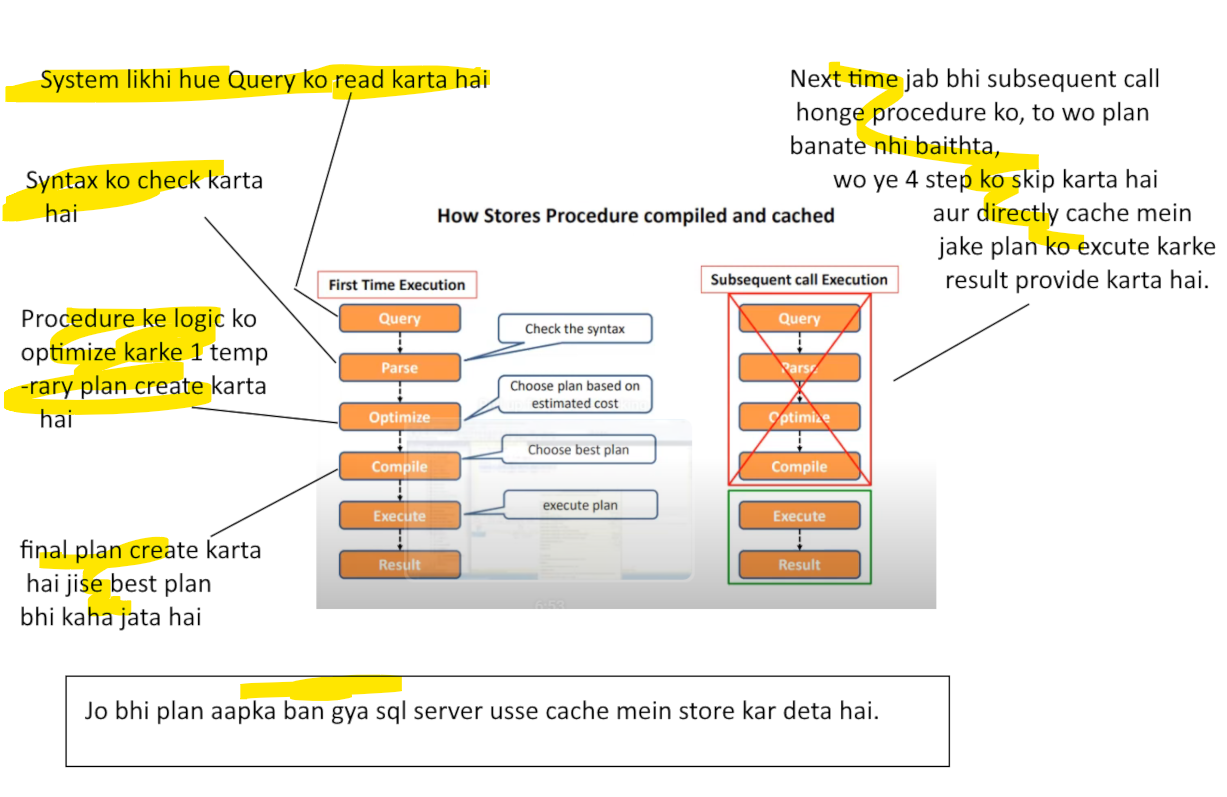 System likhi hue Query ko read karta hai
Syntax ko check karta
hai
Procedure ke logic ko
optimize karke 1 temp
-rary plan create karta
hai
final plan create karta
hai jise best plan
bhi kaha jata hai
Next time jab bhi subsequent call
honge procedure ko, to wo plan
banate nhi baithta,
wo ye 4 step ko skip karta hai
aur directly cache mein
jake plan ko excute karke
result provide karta hai.
How Stores Procedure compiled and cached
First Time Execution
Query
Parse
Optimize
Compile
Execute
Result
Check the syntax
Choose plan based on
estimated cost
Choose best plan
execute plan
Subsequent call Execution
Query
Parse
Optimize
Compile
Execute
Result
6:53
Jo bhi plan aapka ban gya sql server usse cache mein store kar deta hai.